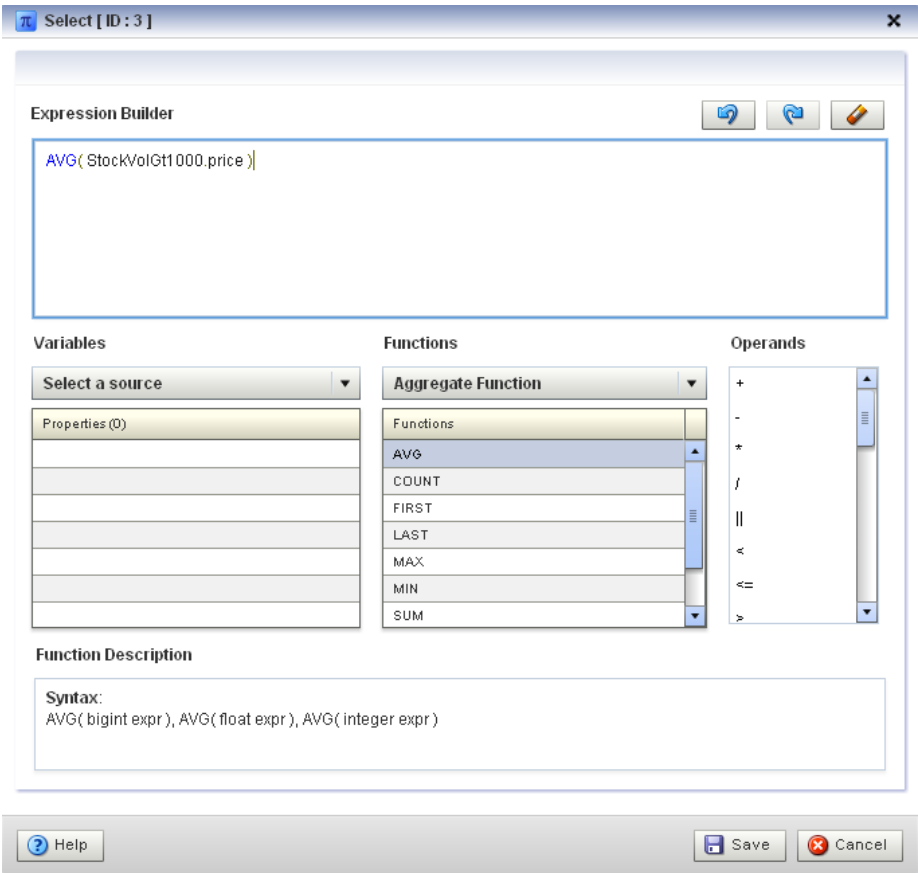 Select [ ID : 3 ]
Expression Builder
AVG( StockVolGt1000.price )
Variables
Functions
Operands
Select a source
Aggregate Function
Properties (0)
Functions
AVG
COUNT
FIRST
LAST
MAX
MIN
SUM
+
-
*
/
||
<
<=
>
Function Description
Syntax:
AVG( bigint expr ), AVG( float expr ), AVG( integer expr )
Help
Save
Cancel